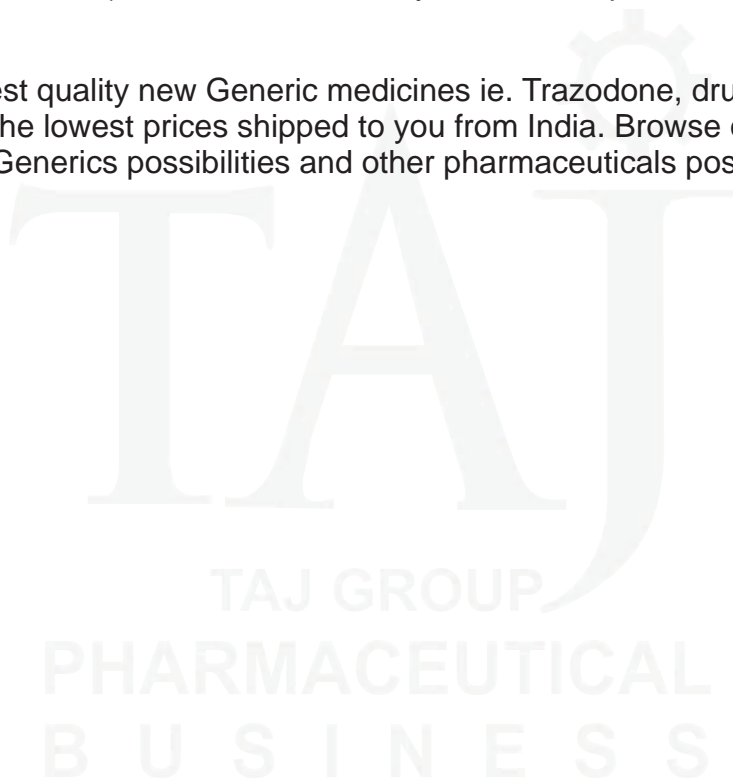 est quality new Generic medicines ie. Trazodone, dru
he lowest prices shipped to you from India. Browse
Generics possibilities and other pharmaceuticals pos
TAJ
TAJ GROUP
PHARMACEUTICAL
BUSINESS